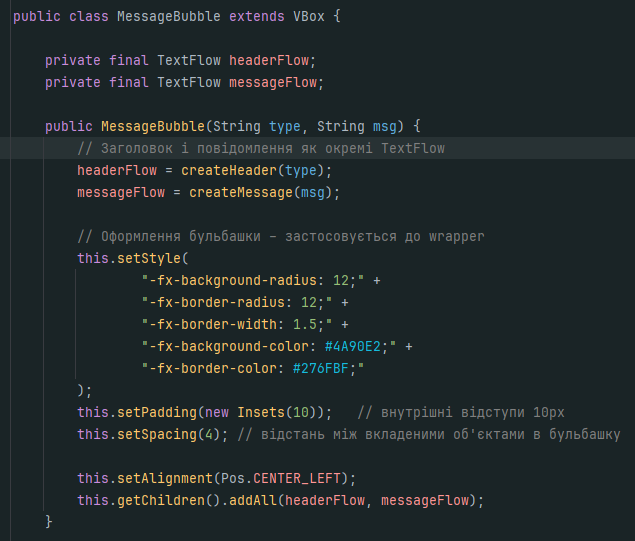 public class MessageBubble extends VBox {
private final TextFlow headerFlow;
private final TextFlow messageFlow;
public MessageBubble(String type, String msg) {
// Заголовок і повідомлення як окремі TextFlow
headerFlow = createHeader(type);
messageFlow = createMessage(msg);
// Оформлення бульбашки – застосовується до wrapper
this.setStyle(
"-fx-background-radius: 12;" +
"-fx-border-radius: 12;" +
"-fx-border-width: 1.5;" +
"-fx-background-color: #4A90E2;" +
"-fx-border-color: #276FBF;"
);
this.setPadding(new Insets(10));   // внутрішні відступи 10px
this.setSpacing(4); // відстань між вкладеними об'єктами в бульбашку
this.setAlignment(Pos.CENTER_LEFT);
this.getChildren().addAll(headerFlow, messageFlow);
}